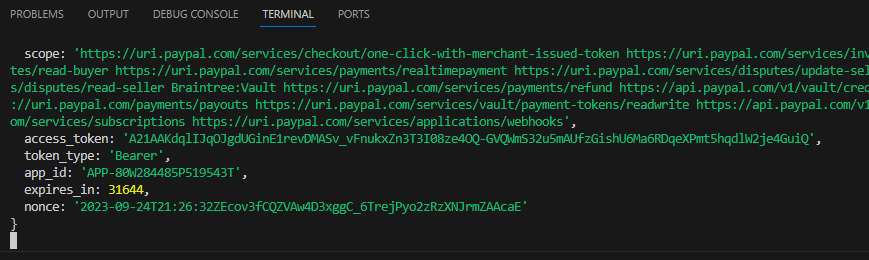 PROBLEMS OUTPUT DEBUG CONSOLE TERMINAL PORTS
scope: 'https://uri.paypal.com/services/checkout/one-click-with-merchant-issued-token https://uri.paypal.com/services/inv
tes/read-buyer https://uri.paypal.com/services/payments/realtimepayment https://uri.paypal.com/services/disputes/update-sel
s/disputes/read-seller Braintree:Vault https://uri.paypal.com/services/payments/refund https://api.paypal.com/v1/vault/cred
://uri.paypal.com/payments/payouts https://uri.paypal.com/services/vault/payment-tokens/readwrite https://api.paypal.com/v1
om/services/subscriptions https://uri.paypal.com/services/applications/webhooks',
access_token: 'A21AAKdqlIJqOJgdUGinE1revDMASv_vFnukxZn3T3I08ze4OQ-GVQWmS32u5mAUfzGishU6Ma6RDqeXPmt5hqdlW2je4GuiQ',
token_type: 'Bearer',
app_id: 'APP-80W284485P519543T',
expires_in: 31644,
nonce: '2023-09-24T21:26:32ZEcov3fCQZVAw4D3xggC_6TrejPyo2zRzXNJrmZAAcaE'
}